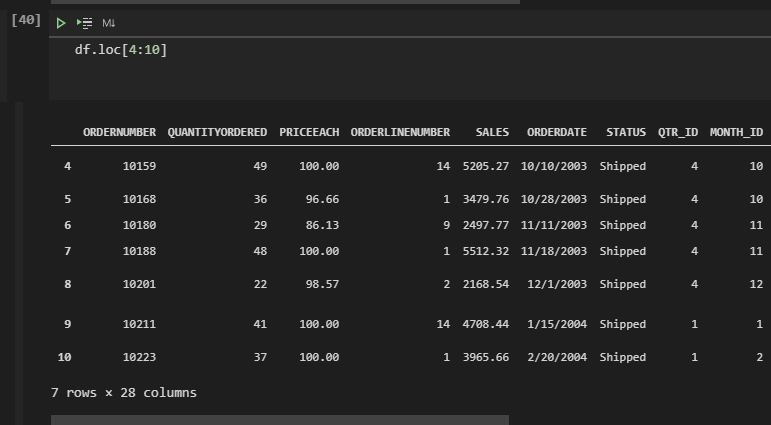 [40]
M↓
df.loc[4:10]
ORDERNUMBER QUANTITYORDERED PRICEEACH ORDERLINENUMBER SALES ORDERDATE STATUS QTR_ID MONTH_ID
4 10159 49 100.00 14 5205.27 10/10/2003 Shipped 4 10
5 10168 36 96.66 1 3479.76 10/28/2003 Shipped 4 10
6 10180 29 86.13 9 2497.77 11/11/2003 Shipped 4 11
7 10188 48 100.00 1 5512.32 11/18/2003 Shipped 4 11
8 10201 22 98.57 2 2168.54 12/1/2003 Shipped 4 12
9 10211 41 100.00 14 4708.44 1/15/2004 Shipped 1 1
10 10223 37 100.00 1 3965.66 2/20/2004 Shipped 1 2
7 rows × 28 columns